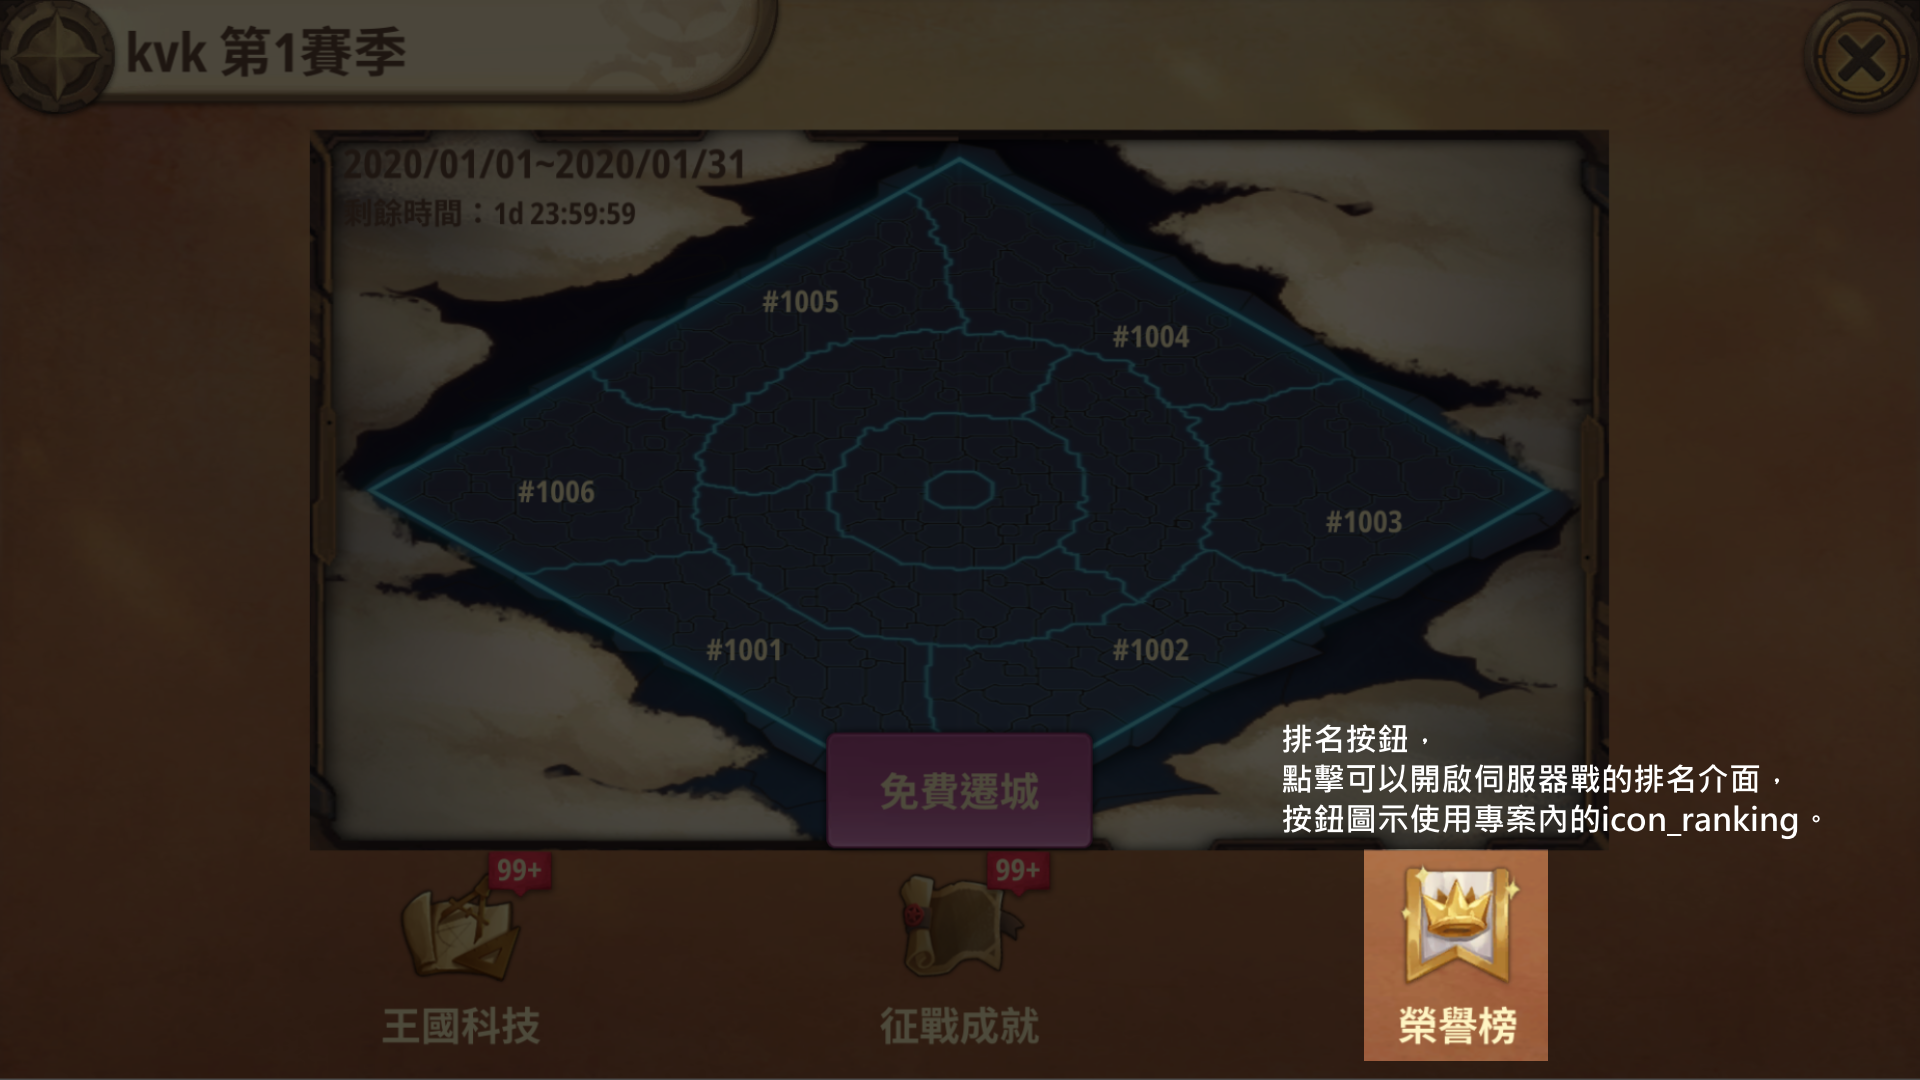 kvk 第1賽季
2020/01/01~2020/01/31
剩餘時間：1d 23:59:59
#1005
#1004
#1006
#1003
#1001
#1002
免費遷城
排名按鈕，
點擊可以開啟伺服器戰的排名介面，
按鈕圖示使用專案內的icon_ranking。
99+
99+
王國科技
征戰成就
榮譽榜